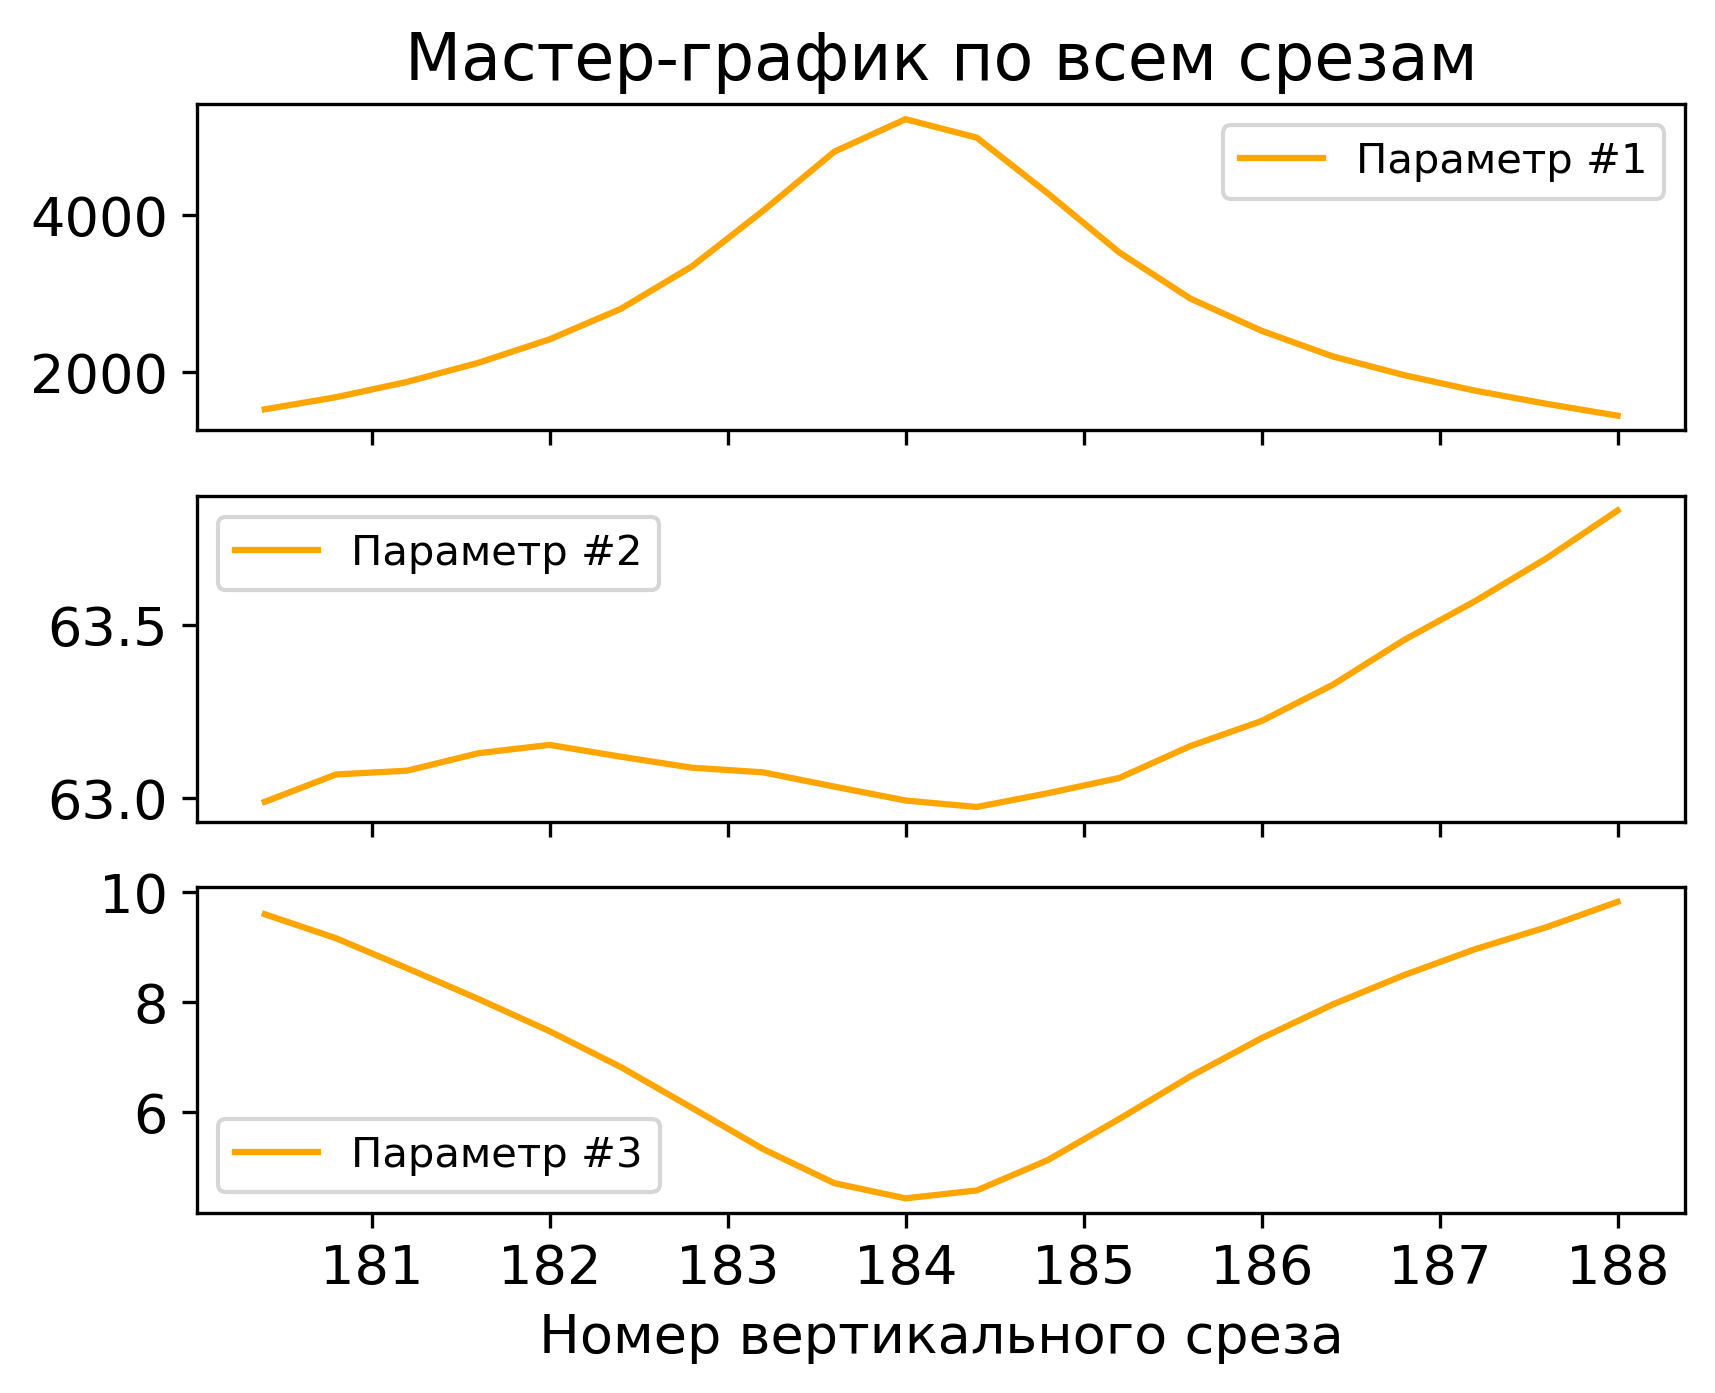 Мастер-график по всем срезам
4000
2000
Параметр #1
63.5
63.0
Параметр #2
10
8
6
Параметр #3
181 182 183 184 185 186 187 188
Номер вертикального среза